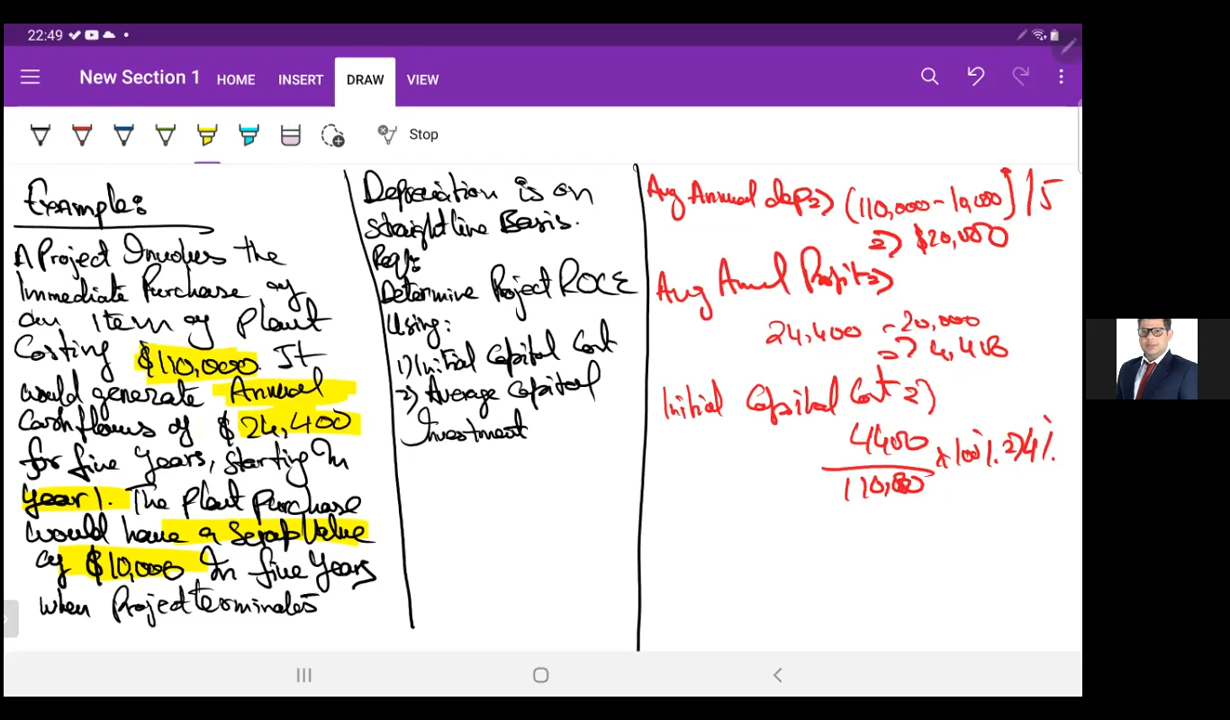 22:49
New Section 1 HOME INSERT DRAW VIEW
Stop
Example:
A Project Involves the
Immediate Purchase of
an Item of Plant
Costing $110,000. It
would generate Annual
Cashflows of $24,400
for five years, starting In
year 1. The Plant Purchase
would have a Scrap Value
of $10,000 In five years
when Project terminates
Depreciation is on
straight line Basis.
Req:
Determine Project ROCE
Using:
1) Initial Capital Cost
2) Average Capital
Investment
Avg Annual dep => (110,000 - 10,000) / 5
=> $20,000
Avg Annual Profit =>
24,400 - 20,000
=> 4,400
Initial Capital Cost =>
4400
110,000 x 100% => 4%